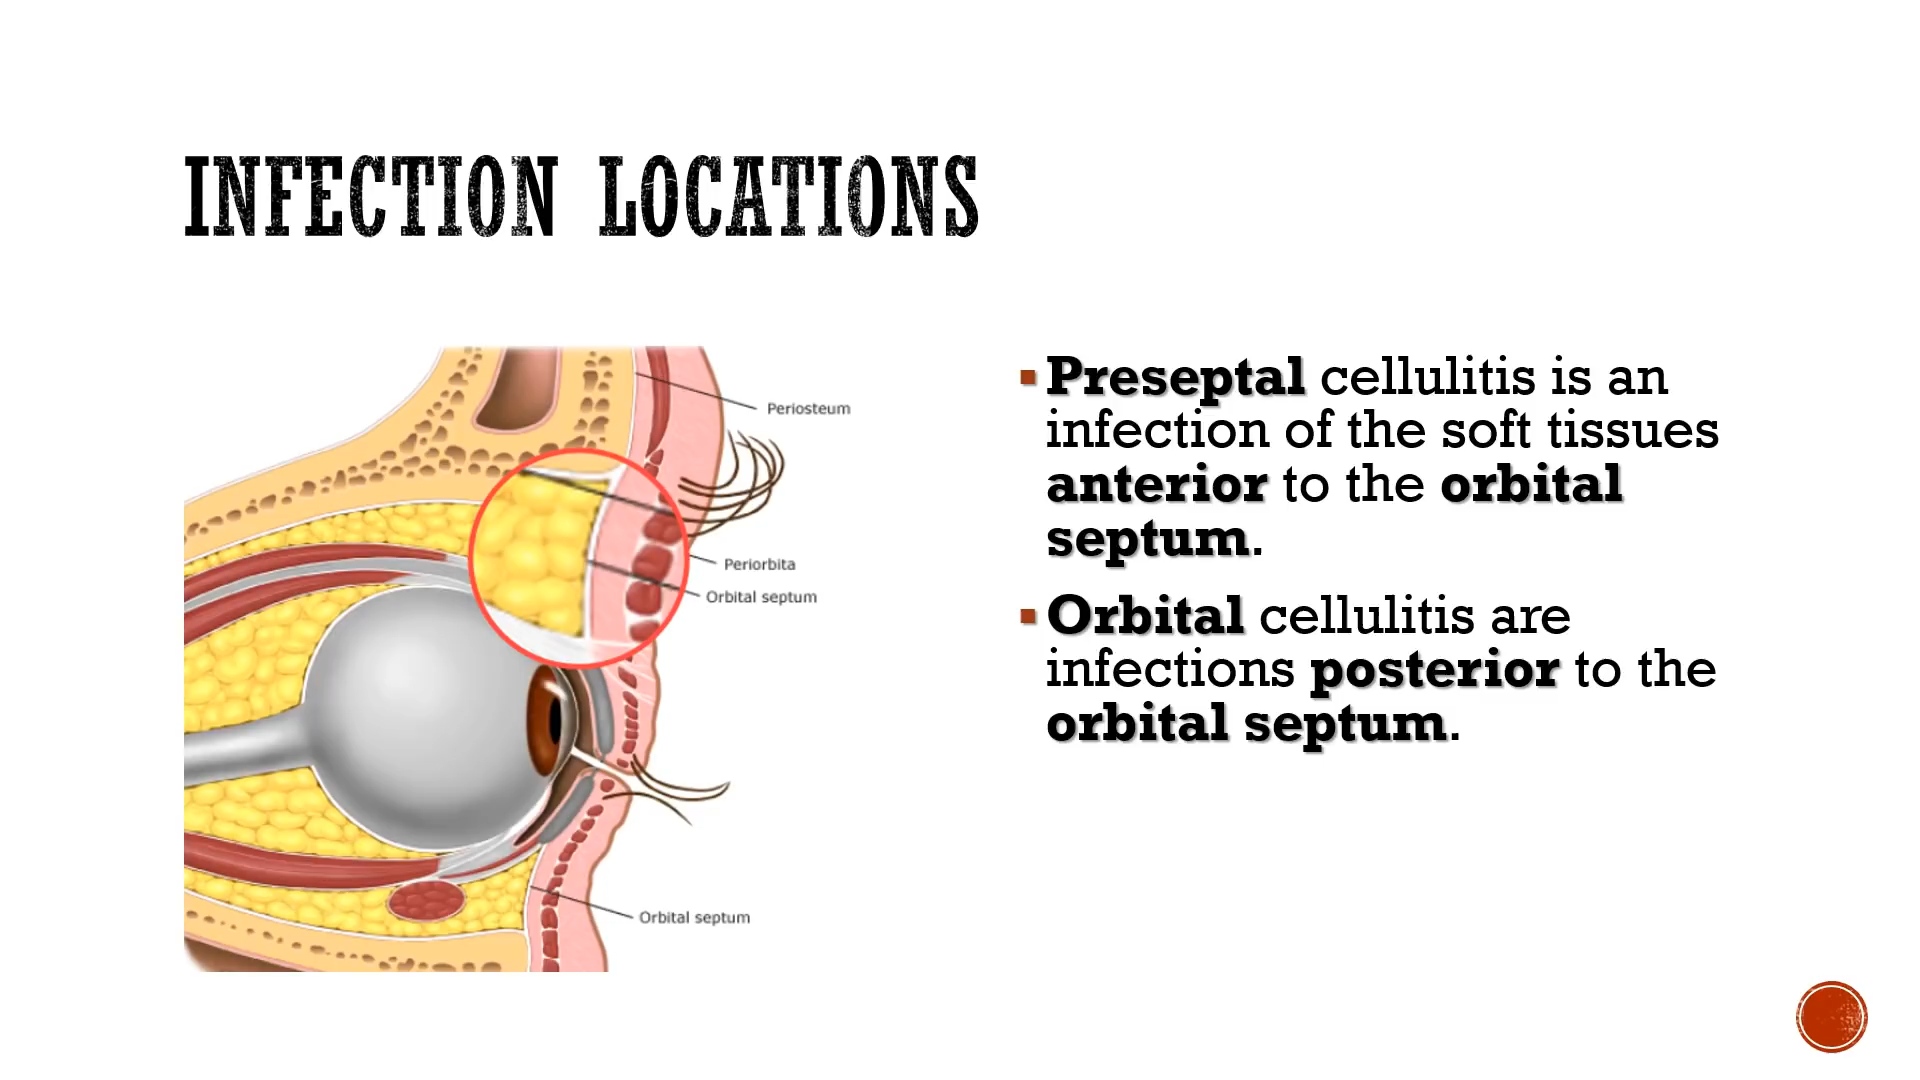 INFECTION LOCATIONS
Periosteum
Periorbita
Orbital septum
Orbital septum
Preseptal cellulitis is an
infection of the soft tissues
anterior to the orbital
septum.
Orbital cellulitis are
infections posterior to the
orbital septum.